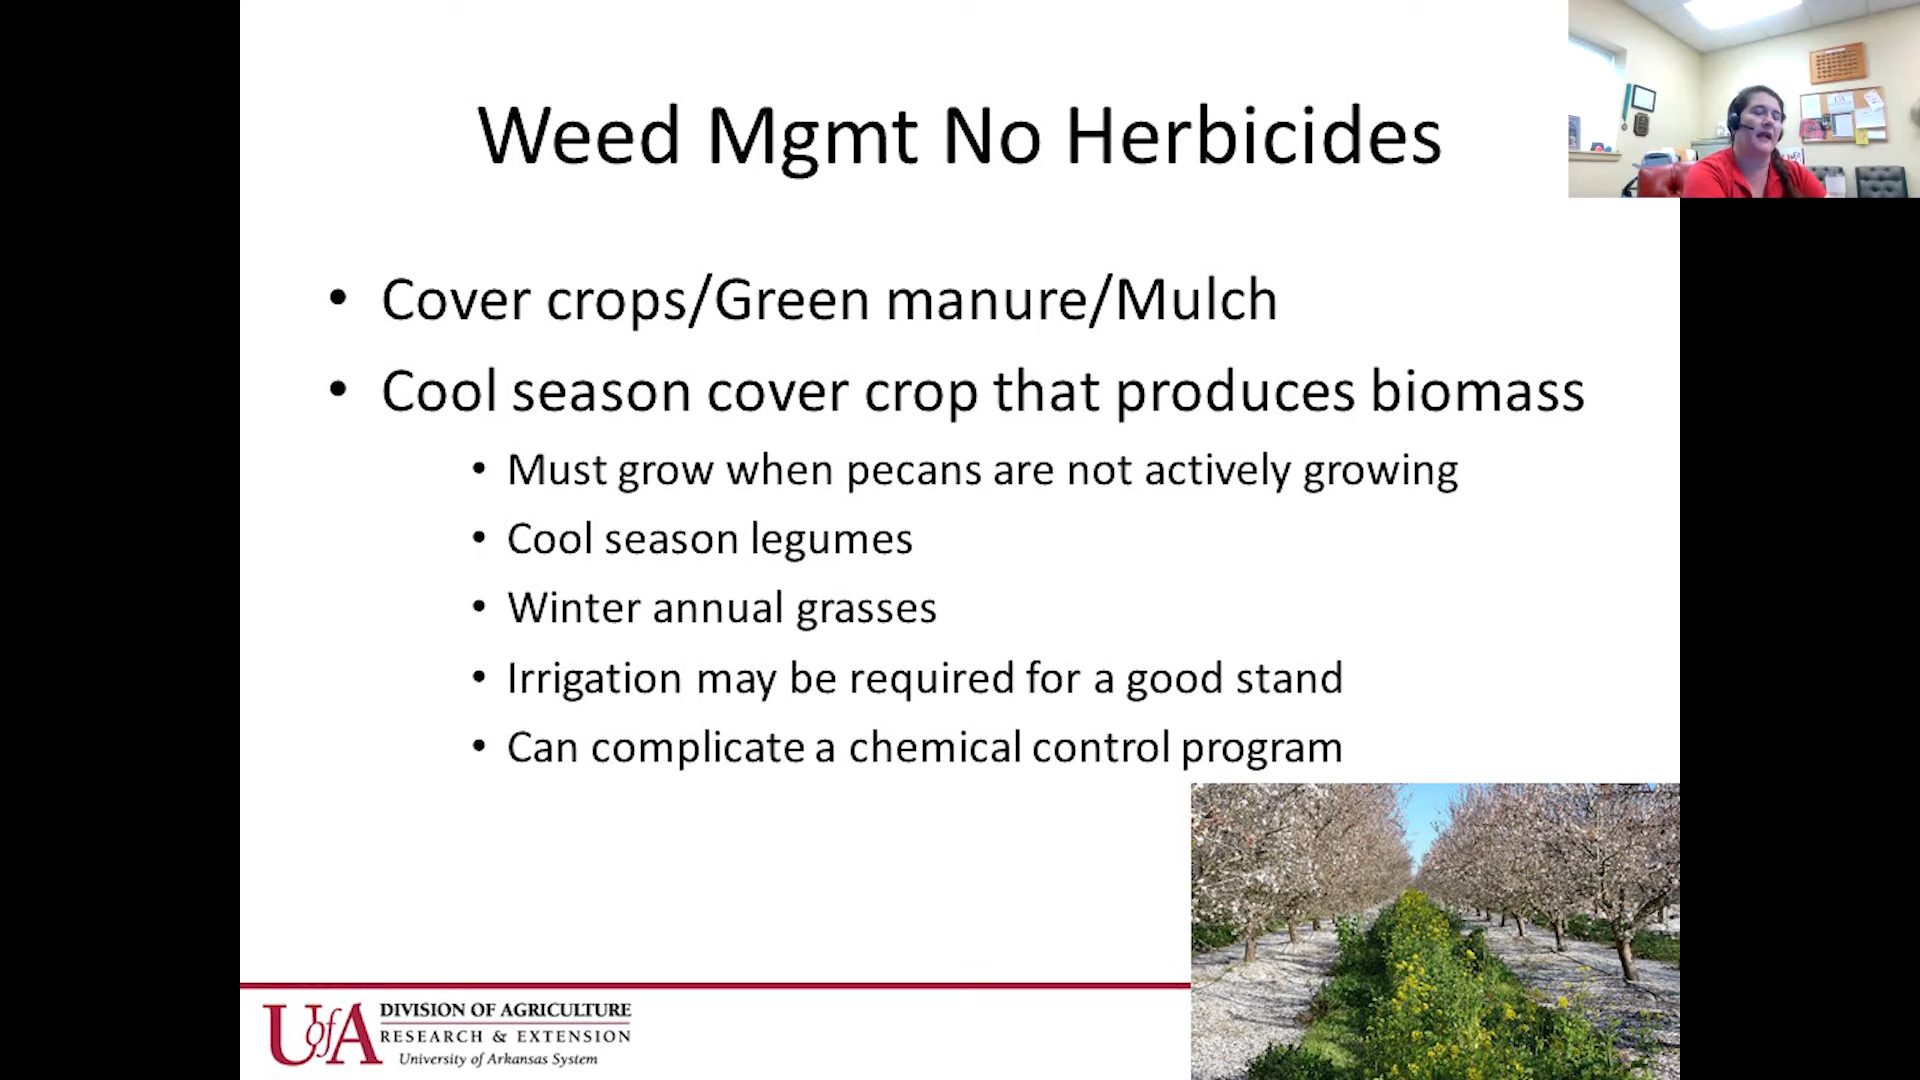 Weed Mgmt No Herbicides
• Cover crops/Green manure/Mulch
• Cool season cover crop that produces biomass
• Must grow when pecans are not actively growing
• Cool season legumes
• Winter annual grasses
• Irrigation may be required for a good stand
• Can complicate a chemical control program
UofA DIVISION OF AGRICULTURE
RESEARCH & EXTENSION
University of Arkansas System